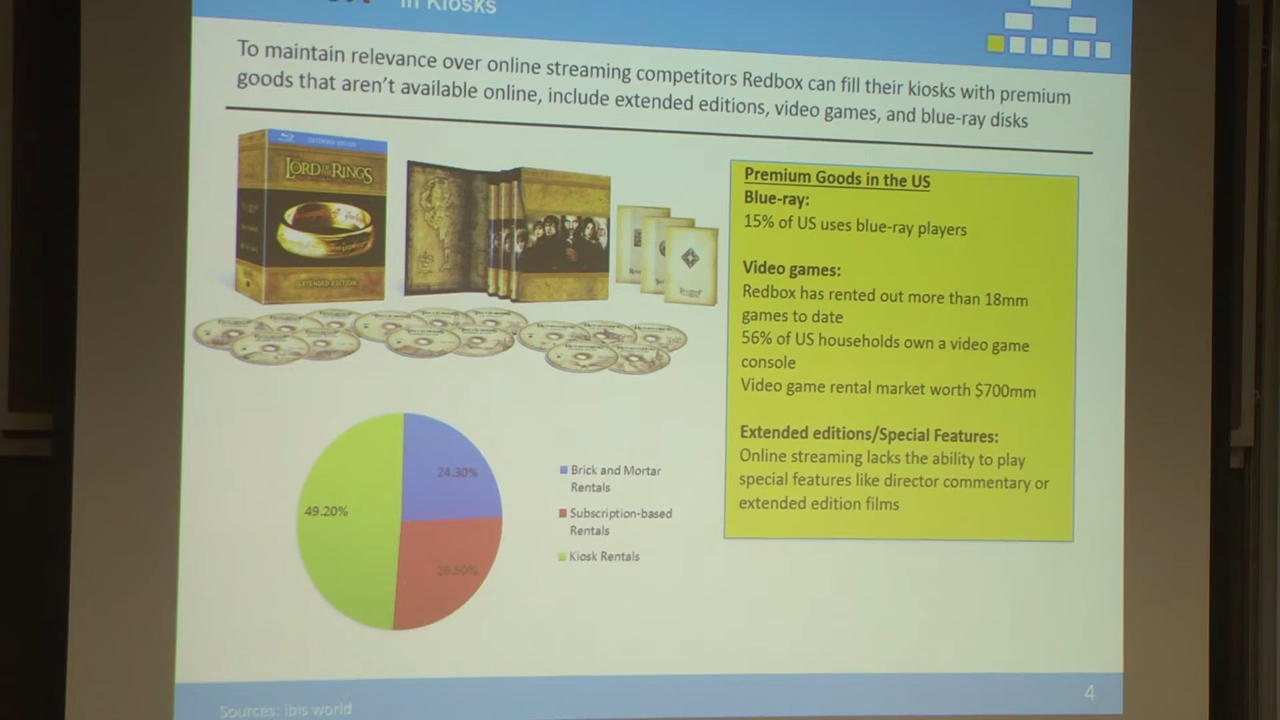 in Kiosks
To maintain relevance over online streaming competitors Redbox can fill their kiosks with premium
goods that aren't available online, include extended editions, video games, and blue-ray disks
EXTENDED EDITION
LORD OF THE RINGS
EXTENDED EDITION
Premium Goods in the US
Blue-ray:
15% of US uses blue-ray players
Video games:
Redbox has rented out more than 18mm
games to date
56% of US households own a video game
console
Video game rental market worth $700mm
Extended editions/Special Features:
Online streaming lacks the ability to play
special features like director commentary or
extended edition films
24.30%
49.20%
26.50%
Brick and Mortar
Rentals
Subscription-based
Rentals
Kiosk Rentals
Sources: ibis world
4